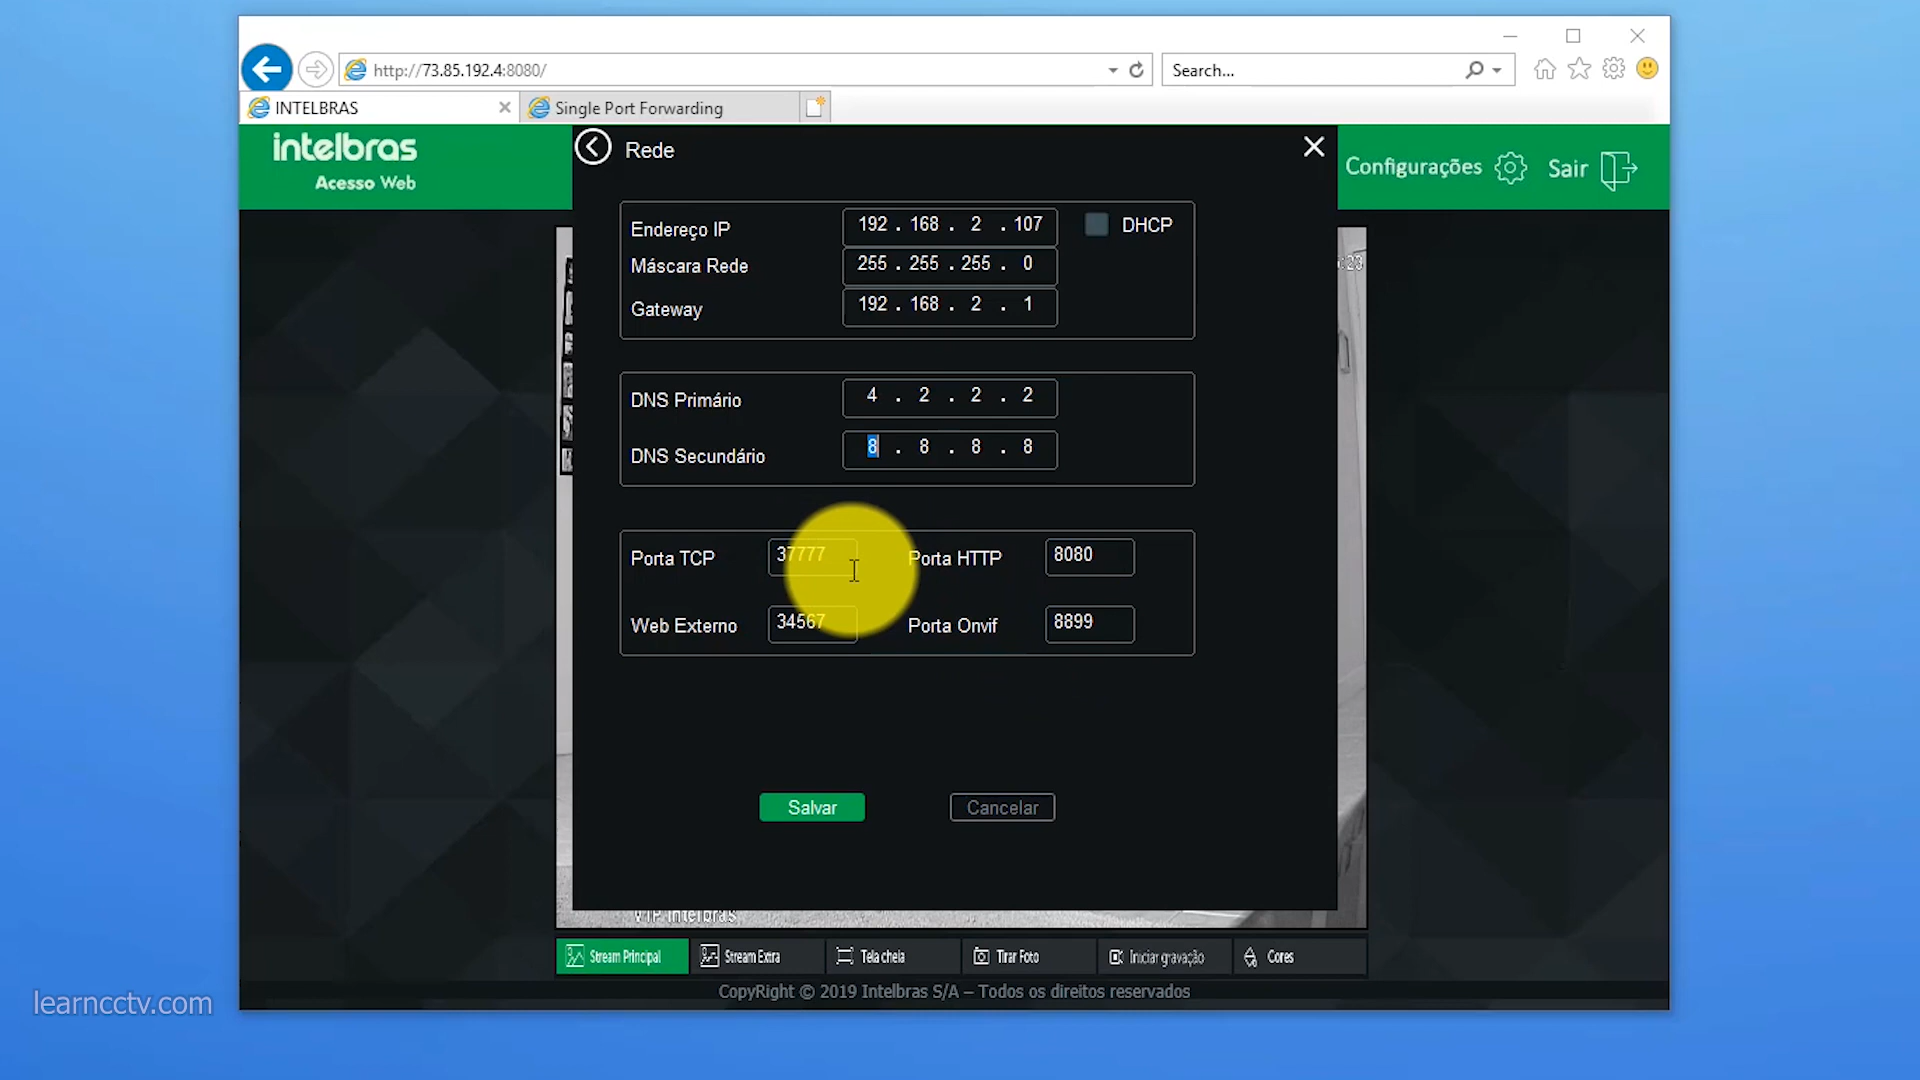 http://73.85.192.4:8080/
Search...
INTELBRAS
Single Port Forwarding
intelbras
Acesso Web
Rede
Configurações
Sair
Endereço IP
192 . 168 . 2 . 107
DHCP
Máscara Rede
255 . 255 . 255 . 0
Gateway
192 . 168 . 2 . 1
DNS Primário
4 . 2 . 2 . 2
DNS Secundário
8 . 8 . 8 . 8
Porta TCP
37777
Porta HTTP
8080
Web Externo
34567
Porta Onvif
8899
Salvar
Cancelar
VIP Intelbras
Stream Principal
Stream Extra
Tela cheia
Tirar Foto
Iniciar gravação
Cores
CopyRight © 2019 Intelbras S/A – Todos os direitos reservados
learncctv.com